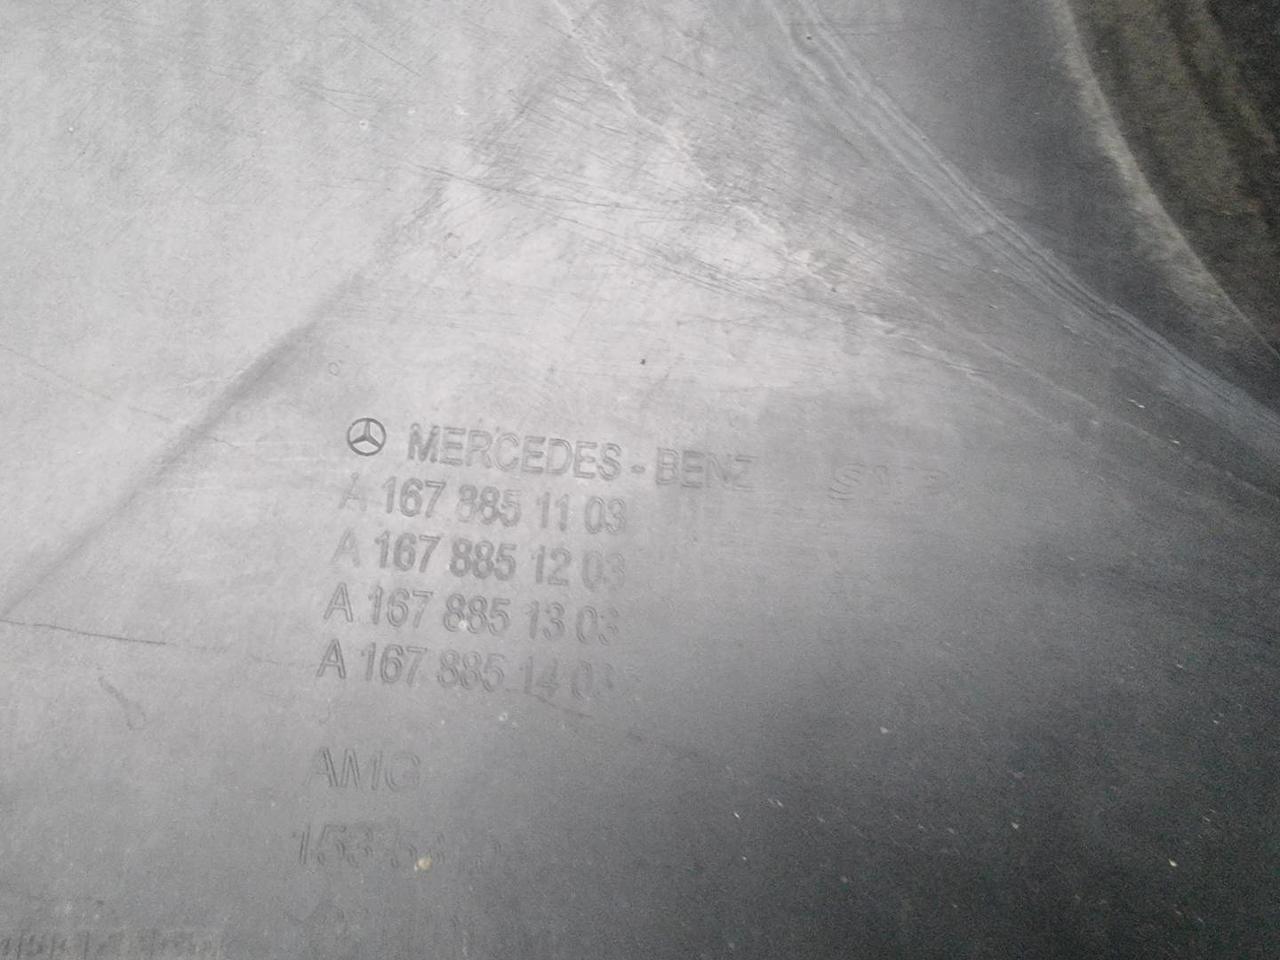 MERCEDES - BENZ
A 167 885 11 03
A 167 885 12 03
A 167 885 13 03
A 167 885 14 03
AMG